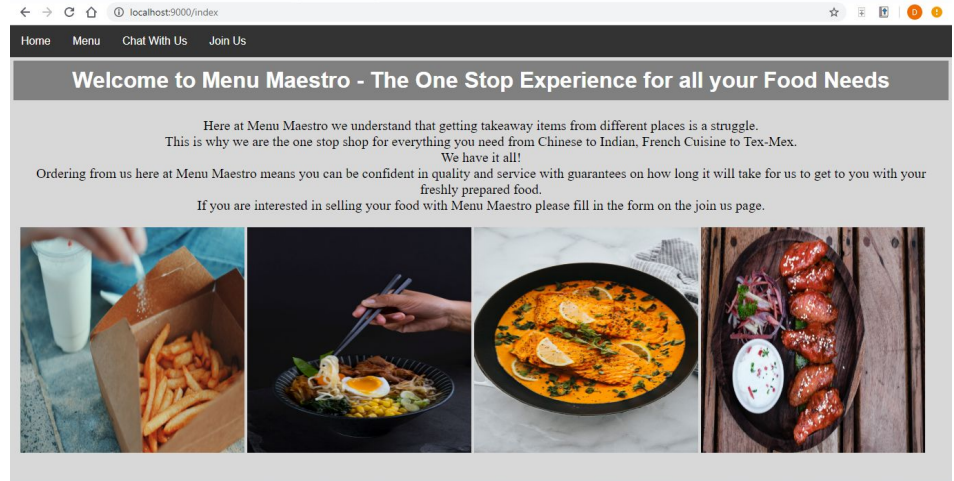 localhost:9000/index
D
Home Menu Chat With Us Join Us
Welcome to Menu Maestro - The One Stop Experience for all your Food Needs
Here at Menu Maestro we understand that getting takeaway items from different places is a struggle.
This is why we are the one stop shop for everything you need from Chinese to Indian, French Cuisine to Tex-Mex.
We have it all!
Ordering from us here at Menu Maestro means you can be confident in quality and service with guarantees on how long it will take for us to get to you with your
freshly prepared food.
If you are interested in selling your food with Menu Maestro please fill in the form on the join us page.